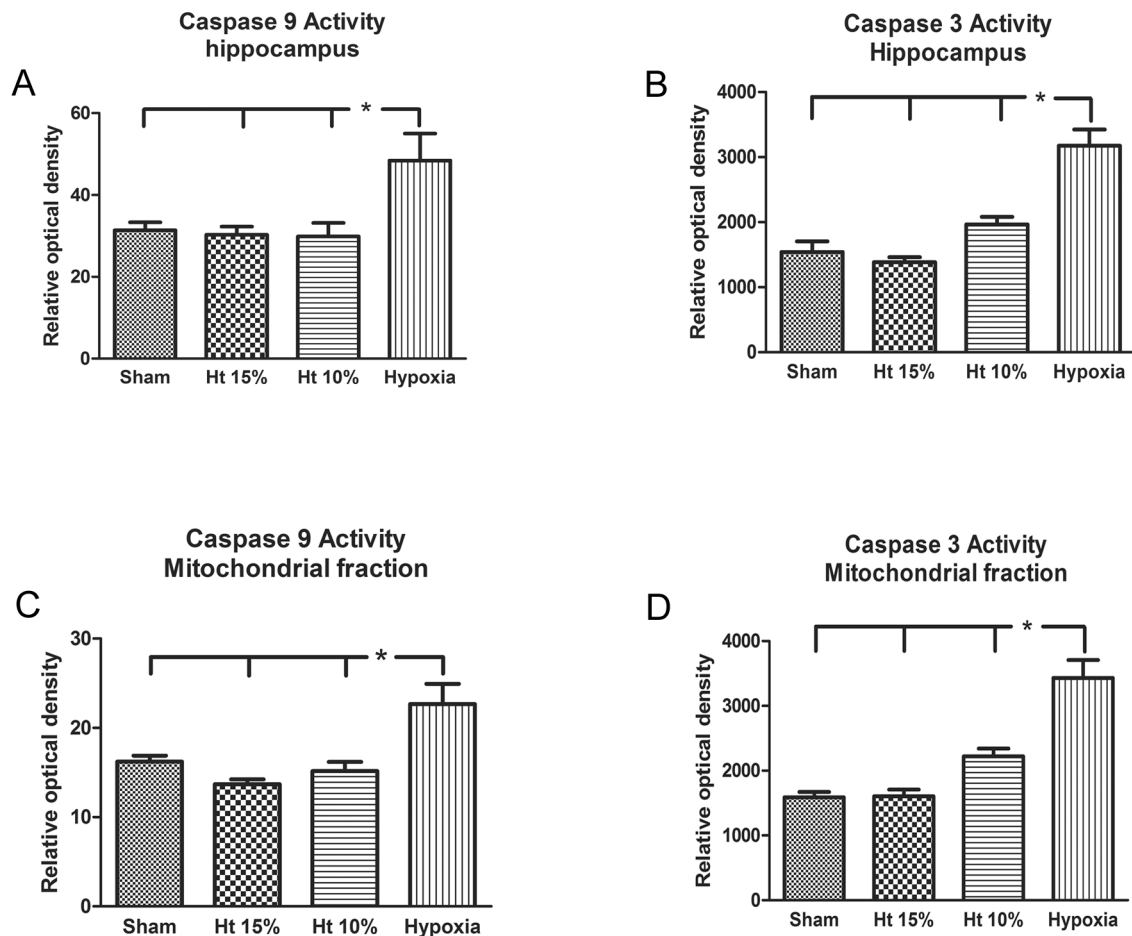 Caspase 9 Activity
hippocampus
A
Relative optical density
60
40
20
0
*
Sham Ht 15% Ht 10% Hypoxia
Caspase 3 Activity
Hippocampus
B
Relative optical density
4000
3000
2000
1000
0
*
Sham Ht 15% Ht 10% Hypoxia
Caspase 9 Activity
Mitochondrial fraction
C
Relative optical density
30
20
10
0
*
Sham Ht 15% Ht 10% Hypoxia
Caspase 3 Activity
Mitochondrial fraction
D
Relative optical density
4000
3000
2000
1000
0
*
Sham Ht 15% Ht 10% Hypoxia